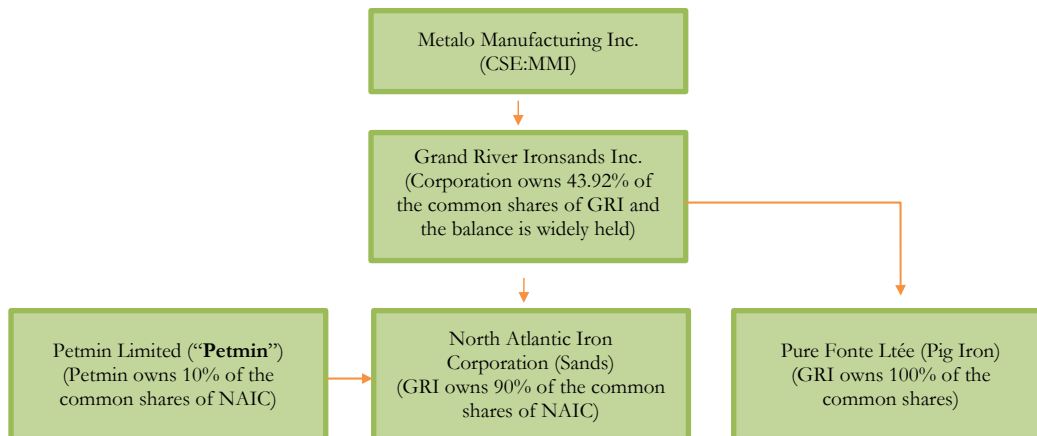 Metalo Manufacturing Inc.
(CSE:MMI)
Grand River Ironsands Inc.
(Corporation owns 43.92% of
the common shares of GRI and
the balance is widely held)
Petmin Limited (“Petmin”)
(Petmin owns 10% of the
common shares of NAIC)
North Atlantic Iron
Corporation (Sands)
(GRI owns 90% of the common
shares of NAIC)
Pure Fonte Ltée (Pig Iron)
(GRI owns 100% of the
common shares)